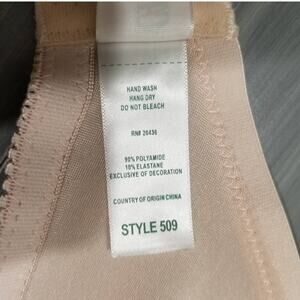 HAND WASH
HANG DRY
DO NOT BLEACH
RN# 20436
90% POLYAMIDE
10% ELASTANE
EXCLUSIVE OF DECORATION
COUNTRY OF ORIGIN CHINA
STYLE 509